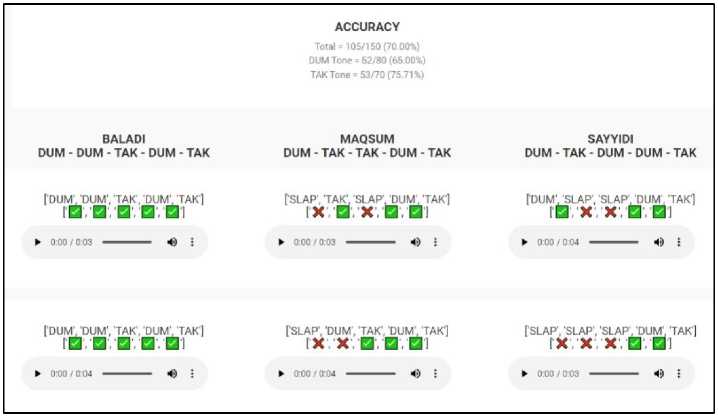 ACCURACY
Total = 105/150 (70.00%)
DUM Tone = 52/80 (65.00%)
TAK Tone = 53/70 (75.71%)
BALADI
DUM - DUM - TAK - DUM - TAK
MAQSUM
DUM - TAK - TAK - DUM - TAK
SAYYIDI
DUM - TAK - DUM - DUM - TAK
['DUM', 'DUM', 'TAK', 'DUM', 'TAK']
['✅', '✅', '✅', '✅', '✅']
0:00 / 0:03
['SLAP', 'TAK', 'SLAP', 'DUM', 'TAK']
['❌', '✅', '❌', '✅', '✅']
0:00 / 0:03
['DUM', 'SLAP', 'SLAP', 'DUM', 'TAK']
['✅', '❌', '❌', '✅', '✅']
0:00 / 0:04
['DUM', 'DUM', 'TAK', 'DUM', 'TAK']
['✅', '✅', '✅', '✅', '✅']
0:00 / 0:04
['SLAP', 'DUM', 'TAK', 'DUM', 'TAK']
['❌', '❌', '✅', '✅', '✅']
0:00 / 0:04
['SLAP', 'SLAP', 'SLAP', 'DUM', 'TAK']
['❌', '❌', '❌', '✅', '✅']
0:00 / 0:03